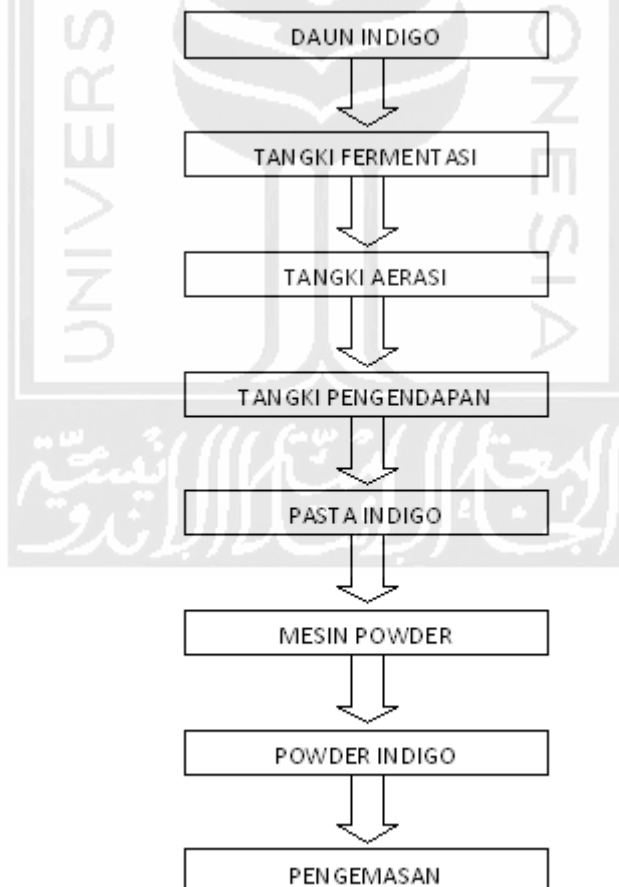 DAUN INDIGO
TANGKI FERMENTASI
TANGKI AERASI
TANGKI PENGENDAPAN
PASTA INDIGO
MESIN POWDER
POWDER INDIGO
PENGEMASAN